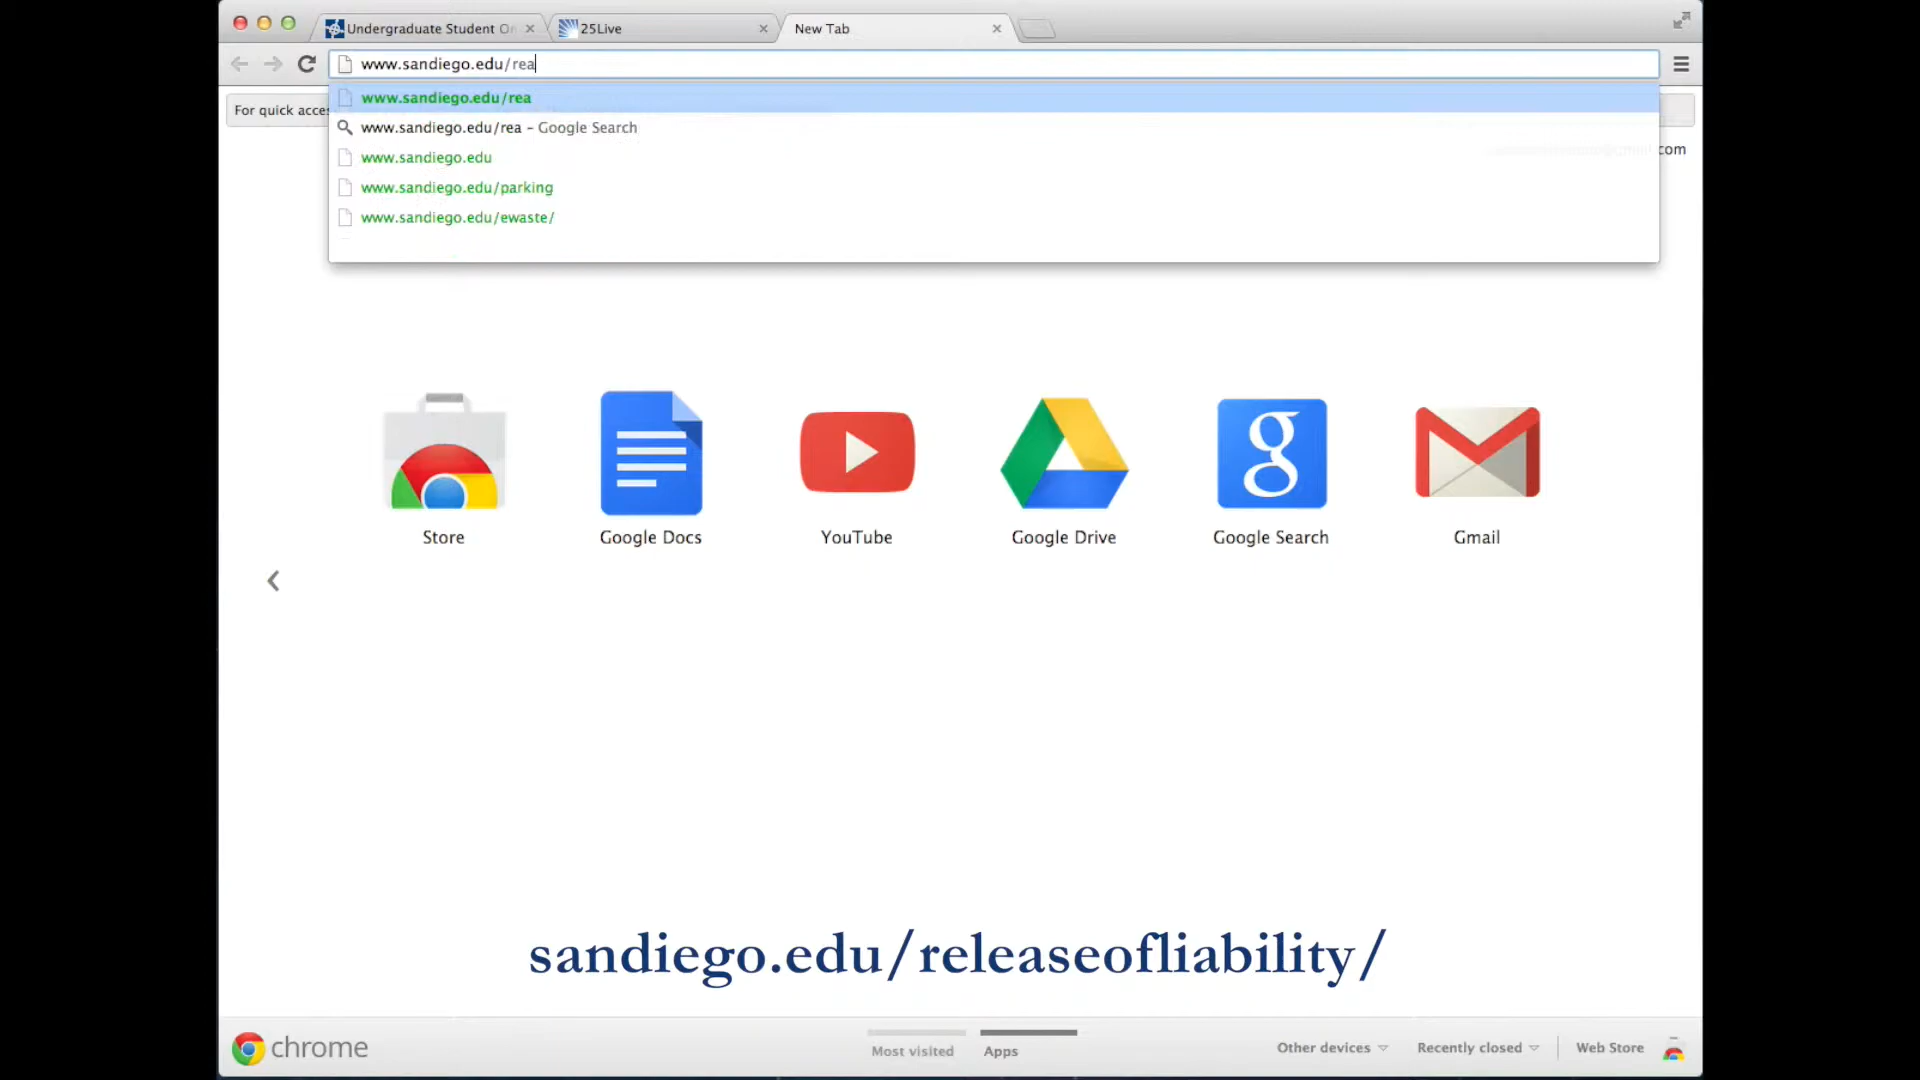 Undergraduate Student Or
25Live
New Tab
www.sandiego.edu/rea
www.sandiego.edu/rea
For quick acces
www.sandiego.edu/rea - Google Search
com
www.sandiego.edu
www.sandiego.edu/parking
www.sandiego.edu/ewaste/
Store
Google Docs
YouTube
Google Drive
g
Google Search
Gmail
sandiego.edu/releaseofliability/
chrome
Most visited
Apps
Other devices
Recently closed
Web Store